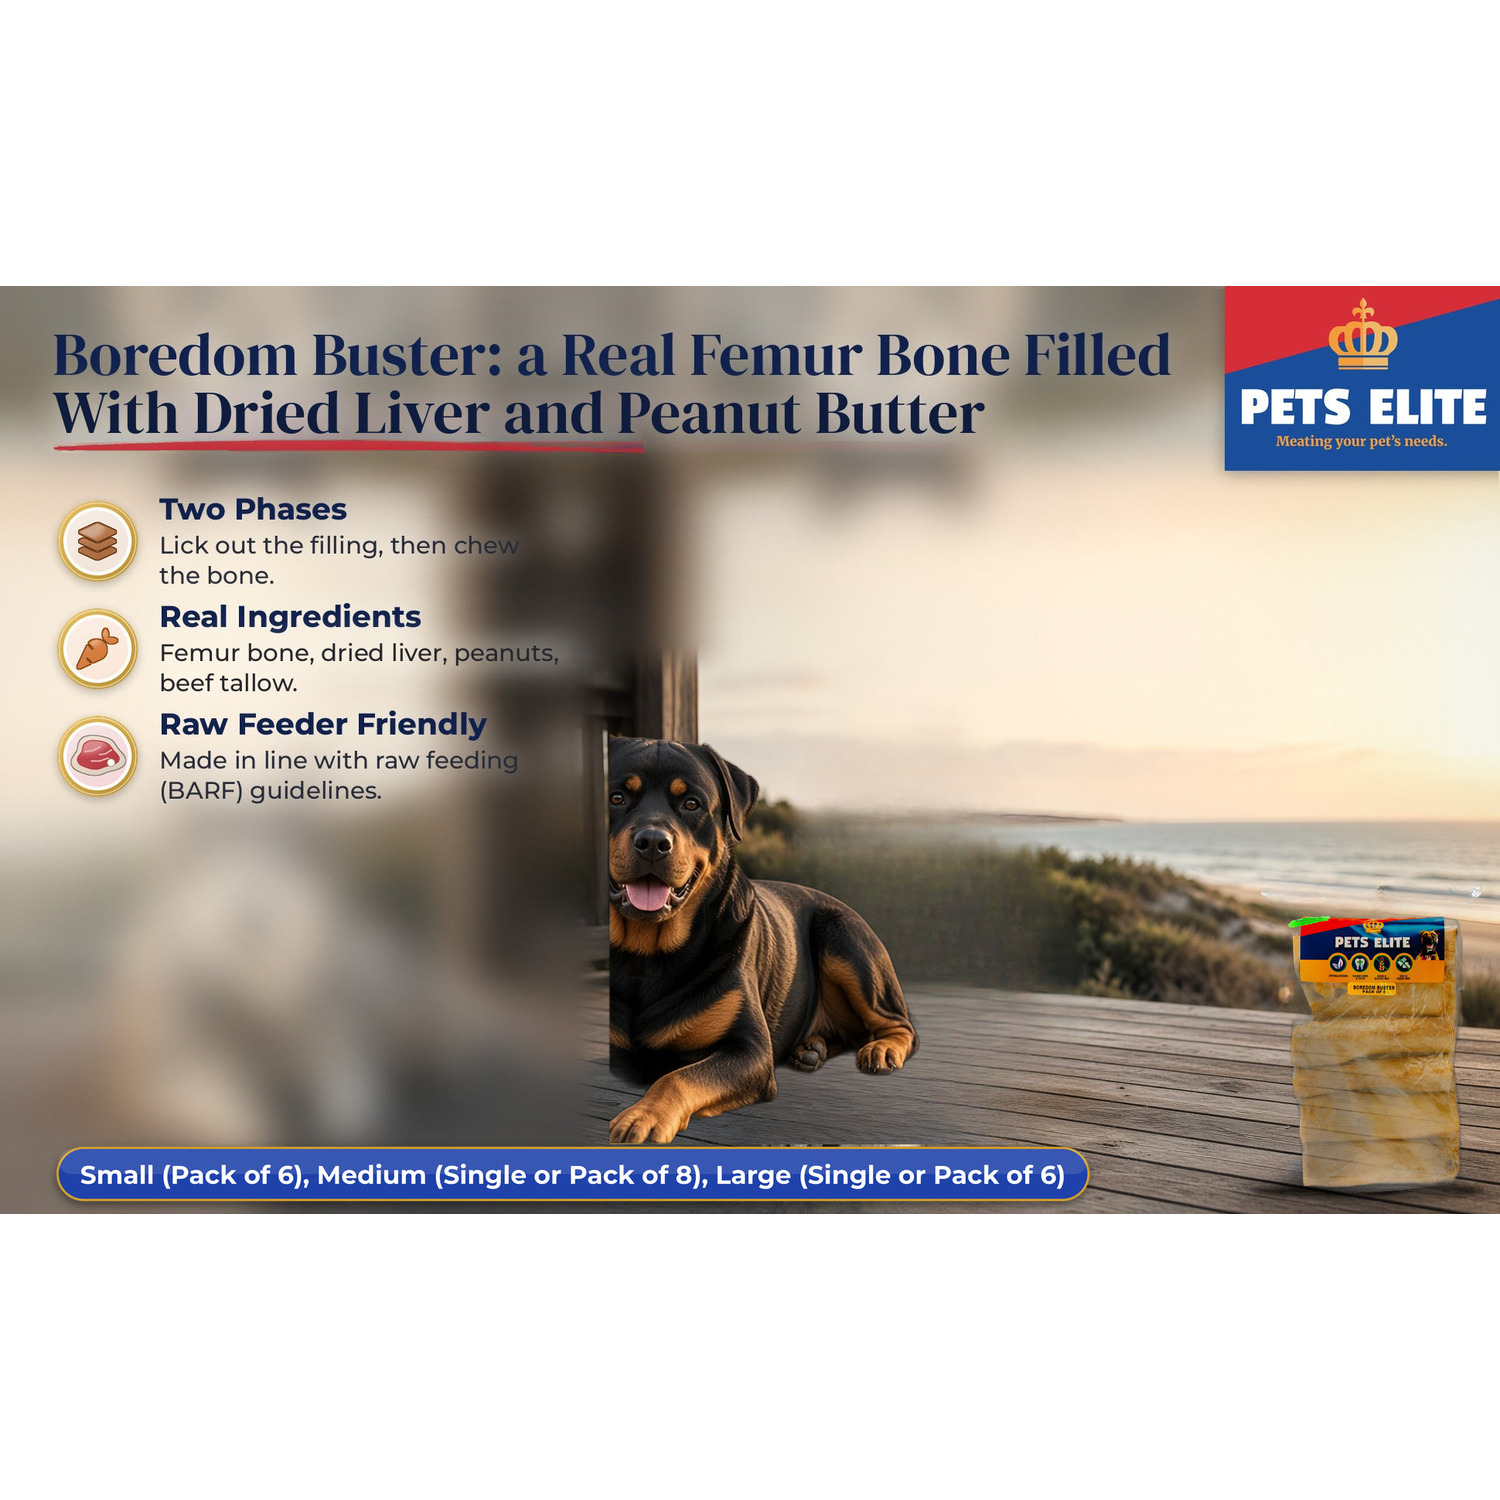 Boredom Buster: a Real Femur Bone Filled
With Dried Liver and Peanut Butter
PETS ELITE
Meating your pet's needs.
Two Phases
Lick out the filling, then chew
the bone.
Real Ingredients
Femur bone, dried liver, peanuts,
beef tallow.
Raw Feeder Friendly
Made in line with raw feeding
(BARF) guidelines.
PETS ELITE
BOREDOM BUSTER
PACK OF 6
Small (Pack of 6), Medium (Single or Pack of 8), Large (Single or Pack of 6)